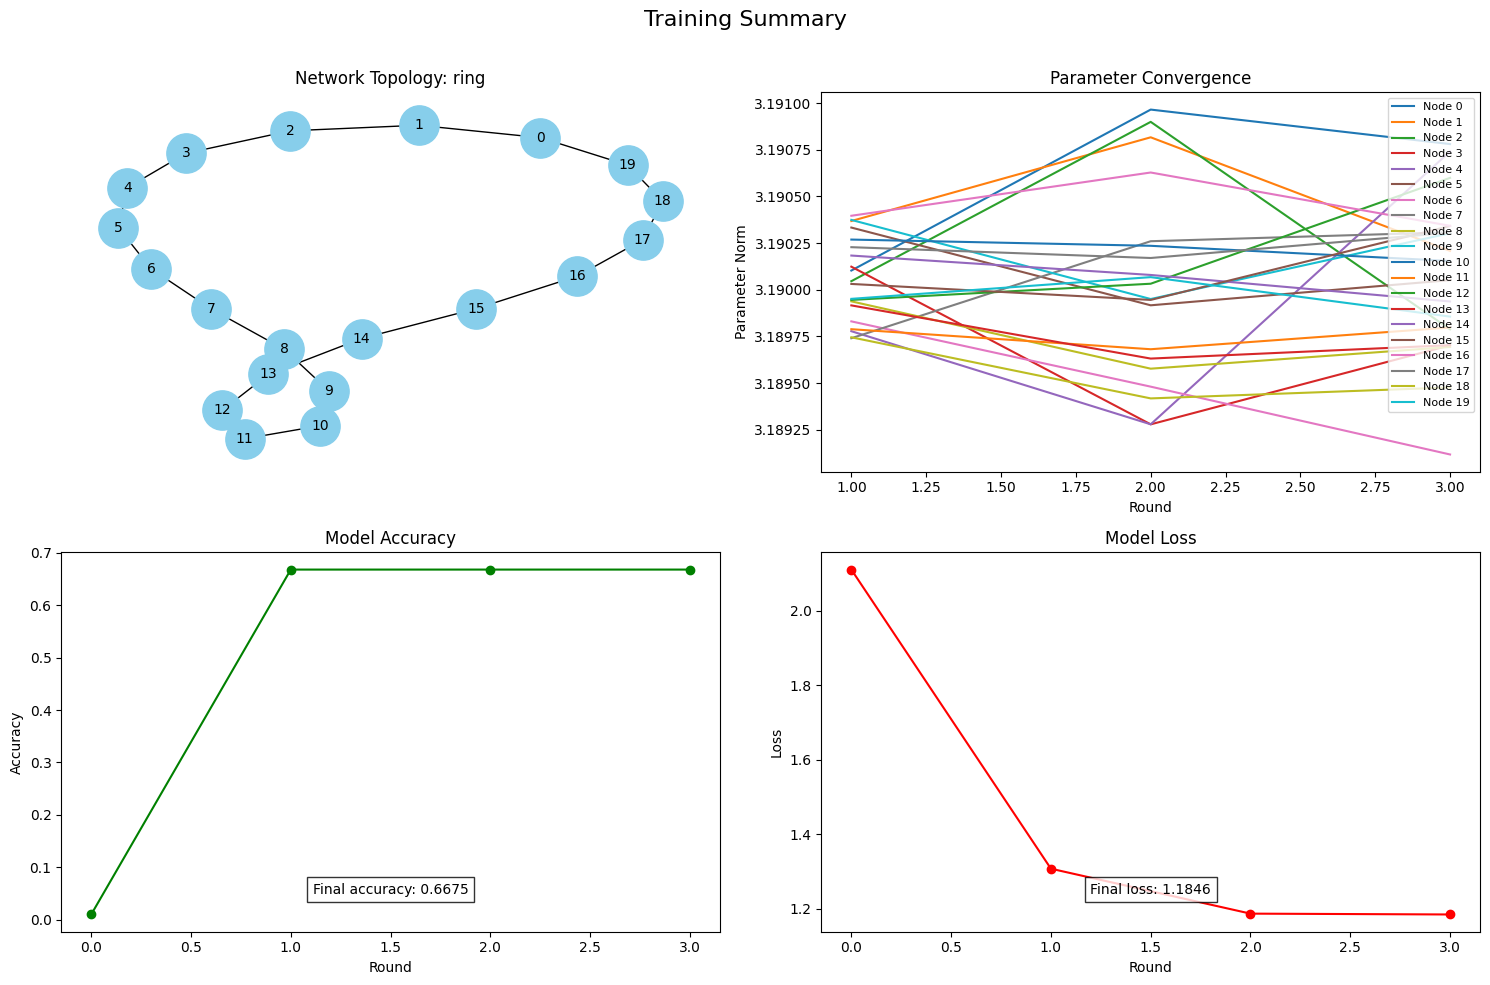 Training Summary
Network Topology: ring
1
2
0
3
19
4
18
5
17
6
16
7
15
14
8
13
9
12
10
11
Parameter Convergence
Parameter Norm
3.19100
3.19075
3.19050
3.19025
3.19000
3.18975
3.18950
3.18925
Node 0
Node 1
Node 2
Node 3
Node 4
Node 5
Node 6
Node 7
Node 8
Node 9
Node 10
Node 11
Node 12
Node 13
Node 14
Node 15
Node 16
Node 17
Node 18
Node 19
1.00 1.25 1.50 1.75 2.00 2.25 2.50 2.75 3.00
Round
Model Accuracy
Accuracy
0.7
0.6
0.5
0.4
0.3
0.2
0.1
0.0
Final accuracy: 0.6675
0.0 0.5 1.0 1.5 2.0 2.5 3.0
Round
Model Loss
Loss
2.0
1.8
1.6
1.4
1.2
Final loss: 1.1846
0.0 0.5 1.0 1.5 2.0 2.5 3.0
Round